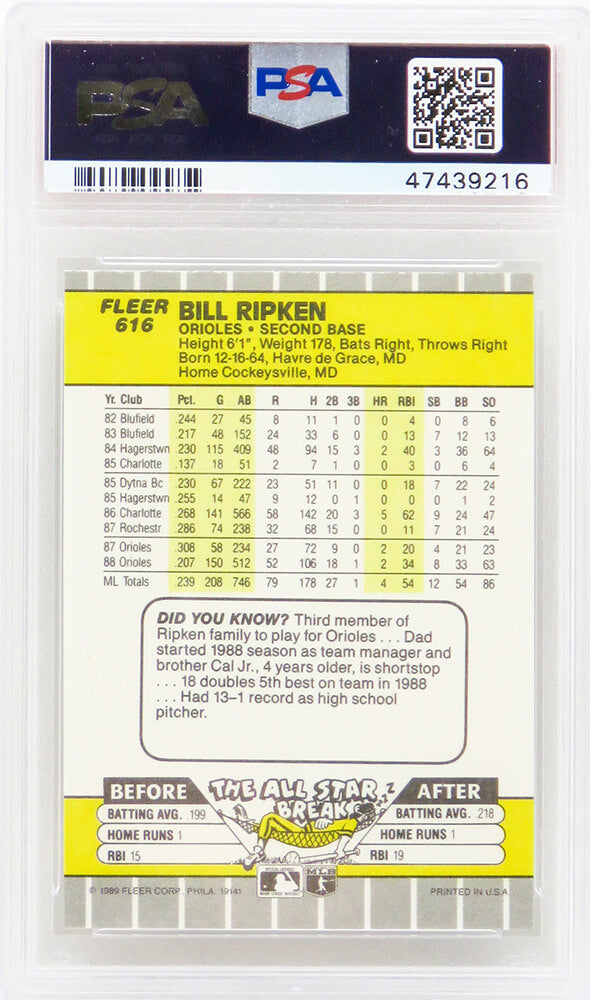 PSA
PSA
47439216
FLEER
616
BILL RIPKEN
ORIOLES • SECOND BASE
Height 6'1", Weight 178, Bats Right, Throws Right
Born 12-16-64, Havre de Grace, MD
Home Cockeysville, MD
Yr. Club Pct. G AB R H 2B 3B HR RBI SB BB SO
82 Blufield .244 27 45 8 11 1 0 0 4 0 8 6
83 Blufield .217 48 152 24 33 6 0 0 13 7 12 13
84 Hagerstwn .230 115 409 48 94 15 3 2 40 3 36 64
85 Charlotte .137 18 51 2 7 1 0 0 3 0 6 4
85 Dytna Bc .230 67 222 23 51 11 0 0 18 7 22 24
85 Hagerstwn .255 14 47 9 12 0 1 0 0 0 1 2
86 Charlotte .268 141 566 58 142 20 3 5 62 9 24 47
87 Rochestr .286 74 238 32 68 15 0 0 11 7 21 24
87 Orioles .308 58 234 27 72 9 0 2 20 4 21 23
88 Orioles .207 150 512 52 106 18 1 2 34 8 33 63
ML Totals .239 208 746 79 178 27 1 4 54 12 54 86
DID YOU KNOW? Third member of
Ripken family to play for Orioles . . . Dad
started 1988 season as team manager and
brother Cal Jr., 4 years older, is shortstop
. . . 18 doubles 5th best on team in 1988
. . . Had 13–1 record as high school
pitcher.
BEFORE THE ALL STAR BREAK AFTER
BATTING AVG. .199 BATTING AVG. .218
HOME RUNS 1 HOME RUNS 1
RBI 15 RBI 19
© 1989 FLEER CORP., PHILA. 19141 MLB PRINTED IN U.S.A.